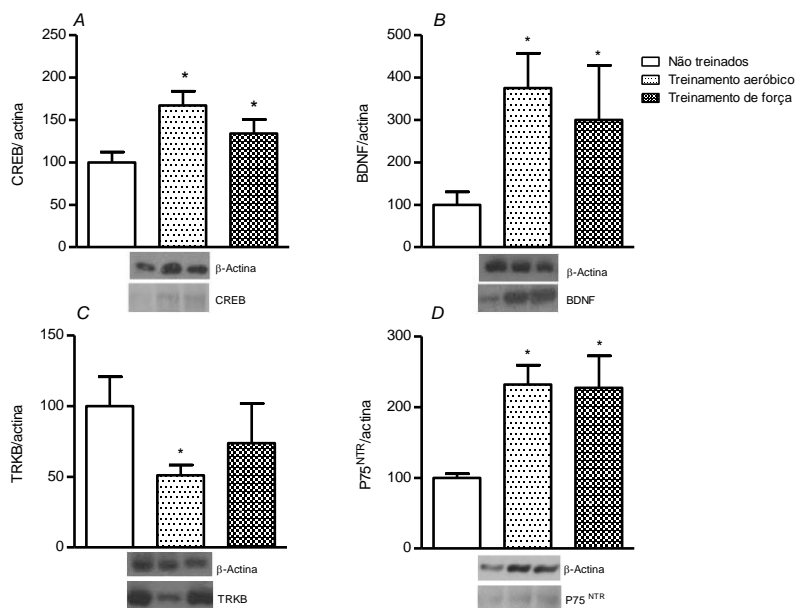 A
CREB/ actina
250
200
150
100
50
0
*
*
β-Actina
CREB
B
BDNF/actina
500
400
300
200
100
0
*
*
β-Actina
BDNF
Não treinados
Treinamento aeróbico
Treinamento de força
C
TRKB/actina
150
100
50
0
*
β-Actina
TRKB
D
P75NTR/actina
300
200
100
0
*
*
β-Actina
P75 NTR